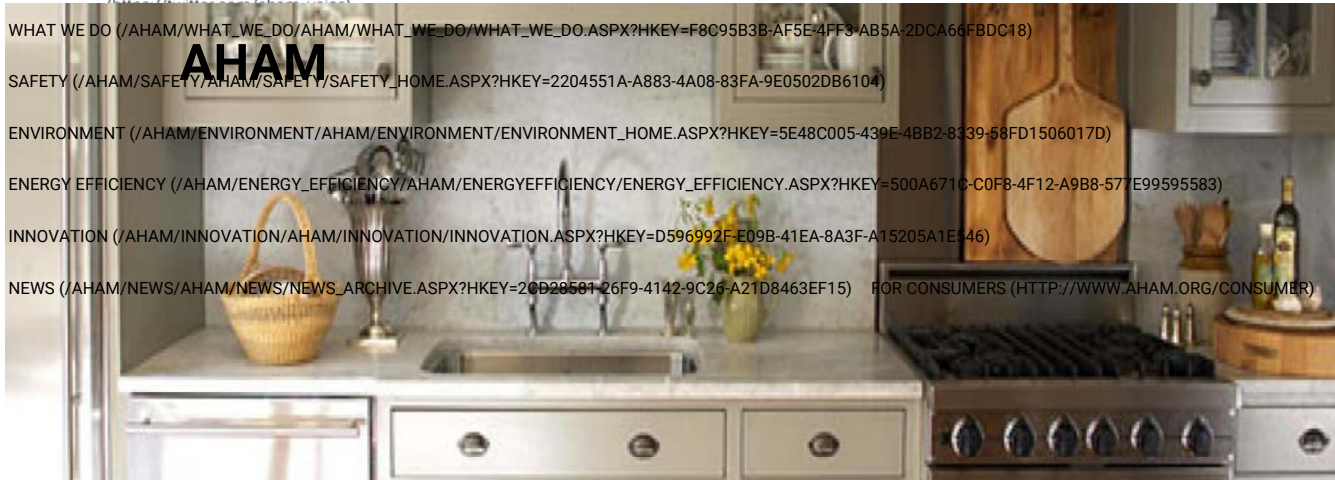 WHAT WE DO (/AHAM/WHAT_WE_DO/AHAM/WHAT_WE_DO/WHAT_WE_DO.ASPX?HKEY=F8C95B3B-AF5E-4FF3-AB5A-2DCA66FBDC18)
AHAM
SAFETY (/AHAM/SAFETY/AHAM/SAFETY/SAFETY_HOME.ASPX?HKEY=2204551A-A883-4A08-83FA-9E0502DB6104)
ENVIRONMENT (/AHAM/ENVIRONMENT/AHAM/ENVIRONMENT/ENVIRONMENT_HOME.ASPX?HKEY=5E48C005-439E-4BB2-8339-58FD1506017D)
ENERGY EFFICIENCY (/AHAM/ENERGY_EFFICIENCY/AHAM/ENERGYEFFICIENCY/ENERGY_EFFICIENCY.ASPX?HKEY=500A671C-C0F8-4F12-A9B8-577E99595583)
INNOVATION (/AHAM/INNOVATION/AHAM/INNOVATION/INNOVATION.ASPX?HKEY=D596992F-E09B-41EA-8A3F-A15205A1E546)
NEWS (/AHAM/NEWS/AHAM/NEWS/NEWS_ARCHIVE.ASPX?HKEY=2CD28581-26F9-4142-9C26-A21D8463EF15) FOR CONSUMERS (HTTP://WWW.AHAM.ORG/CONSUMER)